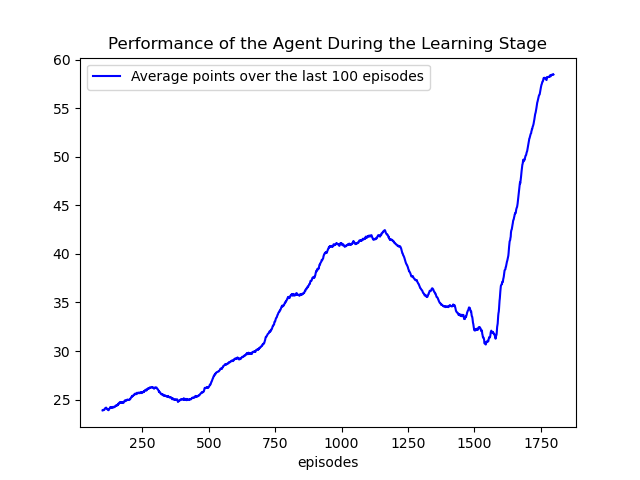 Performance of the Agent During the Learning Stage
Average points over the last 100 episodes
60
55
50
45
40
35
30
25
250 500 750 1000 1250 1500 1750
episodes